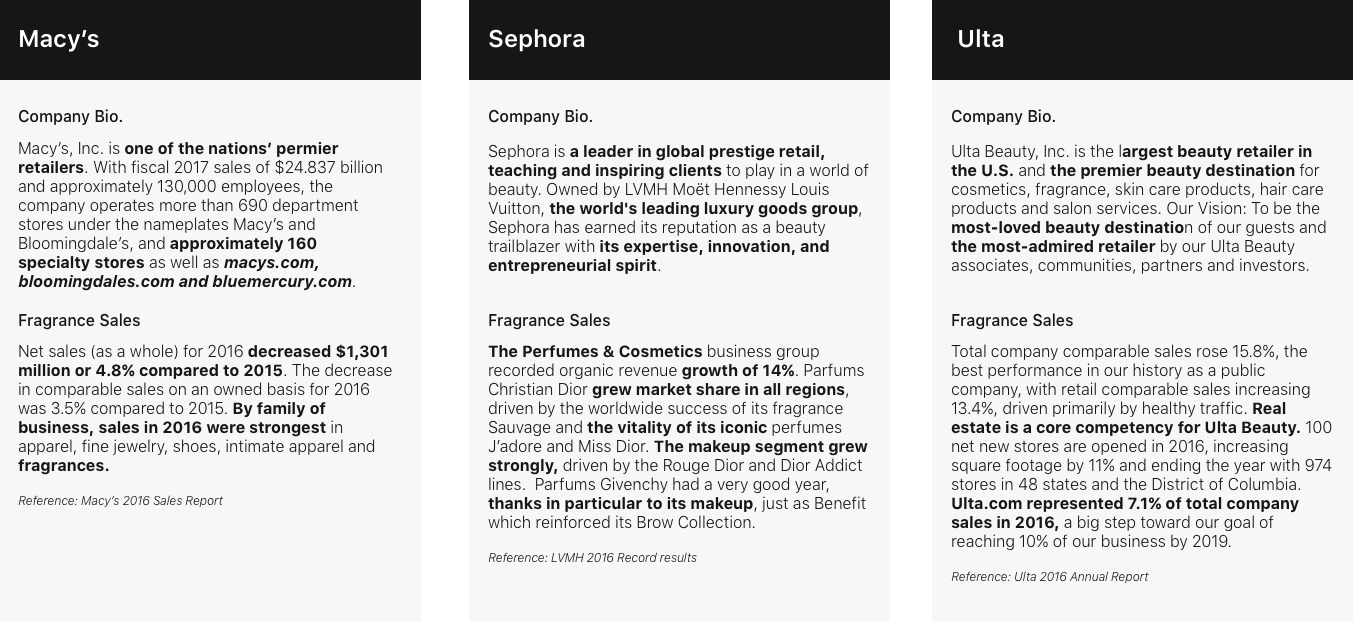 Macy’s
Company Bio.
Macy’s, Inc. is one of the nations’ permier
retailers. With fiscal 2017 sales of $24.837 billion
and approximately 130,000 employees, the
company operates more than 690 department
stores under the nameplates Macy’s and
Bloomingdale’s, and approximately 160
specialty stores as well as macys.com,
bloomingdales.com and bluemercury.com.
Fragrance Sales
Net sales (as a whole) for 2016 decreased $1,301
million or 4.8% compared to 2015. The decrease
in comparable sales on an owned basis for 2016
was 3.5% compared to 2015. By family of
business, sales in 2016 were strongest in
apparel, fine jewelry, shoes, intimate apparel and
fragrances.
Reference: Macy’s 2016 Sales Report
Sephora
Company Bio.
Sephora is a leader in global prestige retail,
teaching and inspiring clients to play in a world of
beauty. Owned by LVMH Moët Hennessy Louis
Vuitton, the world's leading luxury goods group,
Sephora has earned its reputation as a beauty
trailblazer with its expertise, innovation, and
entrepreneurial spirit.
Fragrance Sales
The Perfumes & Cosmetics business group
recorded organic revenue growth of 14%. Parfums
Christian Dior grew market share in all regions,
driven by the worldwide success of its fragrance
Sauvage and the vitality of its iconic perfumes
J’adore and Miss Dior. The makeup segment grew
strongly, driven by the Rouge Dior and Dior Addict
lines.  Parfums Givenchy had a very good year,
thanks in particular to its makeup, just as Benefit
which reinforced its Brow Collection.
Reference: LVMH 2016 Record results
Ulta
Company Bio.
Ulta Beauty, Inc. is the largest beauty retailer in
the U.S. and the premier beauty destination for
cosmetics, fragrance, skin care products, hair care
products and salon services. Our Vision: To be the
most-loved beauty destination of our guests and
the most-admired retailer by our Ulta Beauty
associates, communities, partners and investors.
Fragrance Sales
Total company comparable sales rose 15.8%, the
best performance in our history as a public
company, with retail comparable sales increasing
13.4%, driven primarily by healthy traffic. Real
estate is a core competency for Ulta Beauty. 100
net new stores are opened in 2016, increasing
square footage by 11% and ending the year with 974
stores in 48 states and the District of Columbia.
Ulta.com represented 7.1% of total company
sales in 2016, a big step toward our goal of
reaching 10% of our business by 2019.
Reference: Ulta 2016 Annual Report